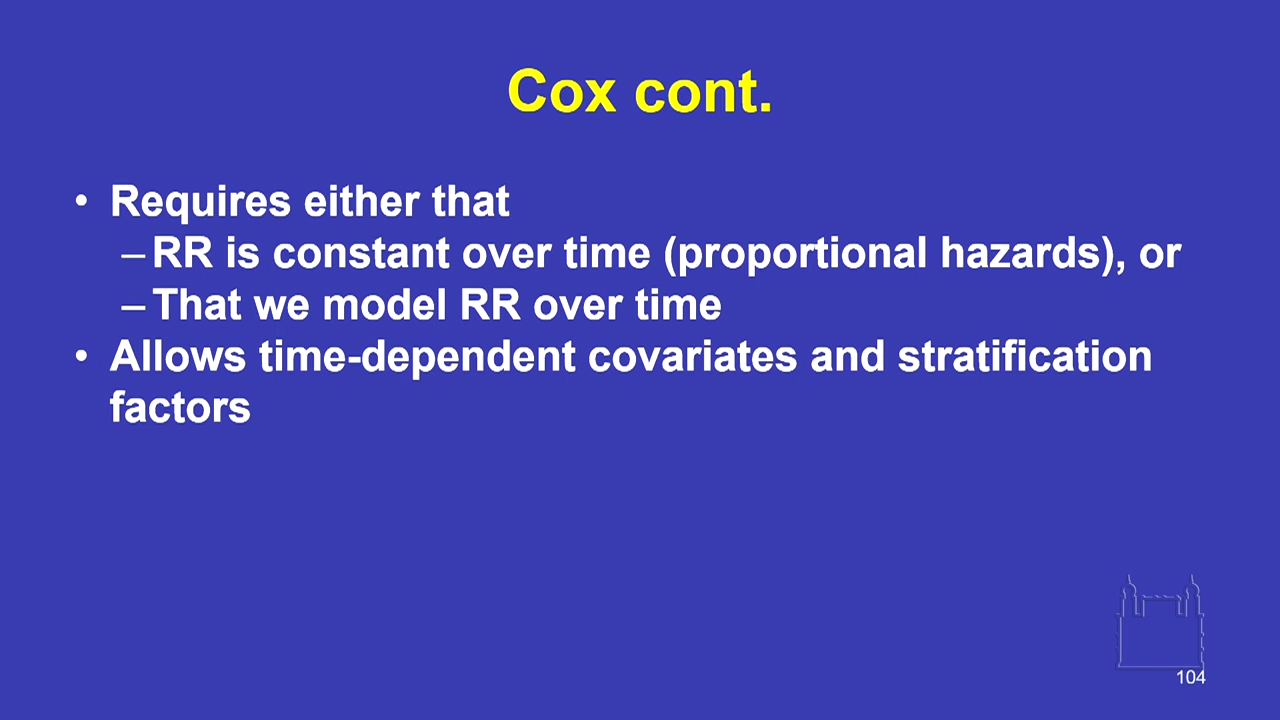 Cox cont.
• Requires either that
– RR is constant over time (proportional hazards), or
– That we model RR over time
• Allows time-dependent covariates and stratification
factors
104